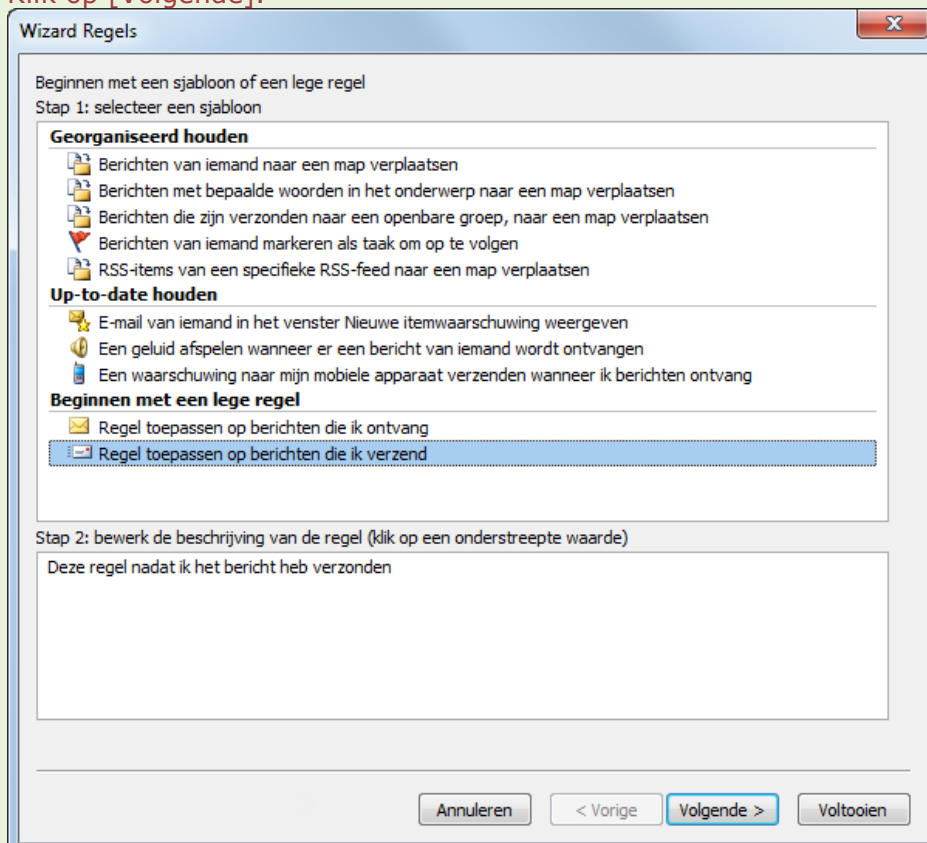 Klik op [Volgende].
Wizard Regels
Beginnen met een sjabloon of een lege regel
Stap 1: selecteer een sjabloon
Georganiseerd houden
Berichten van iemand naar een map verplaatsen
Berichten met bepaalde woorden in het onderwerp naar een map verplaatsen
Berichten die zijn verzonden naar een openbare groep, naar een map verplaatsen
Berichten van iemand markeren als taak om op te volgen
RSS-items van een specifieke RSS-feed naar een map verplaatsen
Up-to-date houden
E-mail van iemand in het venster Nieuwe itemwaarschuwing weergeven
Een geluid afspelen wanneer er een bericht van iemand wordt ontvangen
Een waarschuwing naar mijn mobiele apparaat verzenden wanneer ik berichten ontvang
Beginnen met een lege regel
Regel toepassen op berichten die ik ontvang
Regel toepassen op berichten die ik verzend
Stap 2: bewerk de beschrijving van de regel (klik op een onderstreepte waarde)
Deze regel nadat ik het bericht heb verzonden
Annuleren < Vorige Volgende > Voltooien